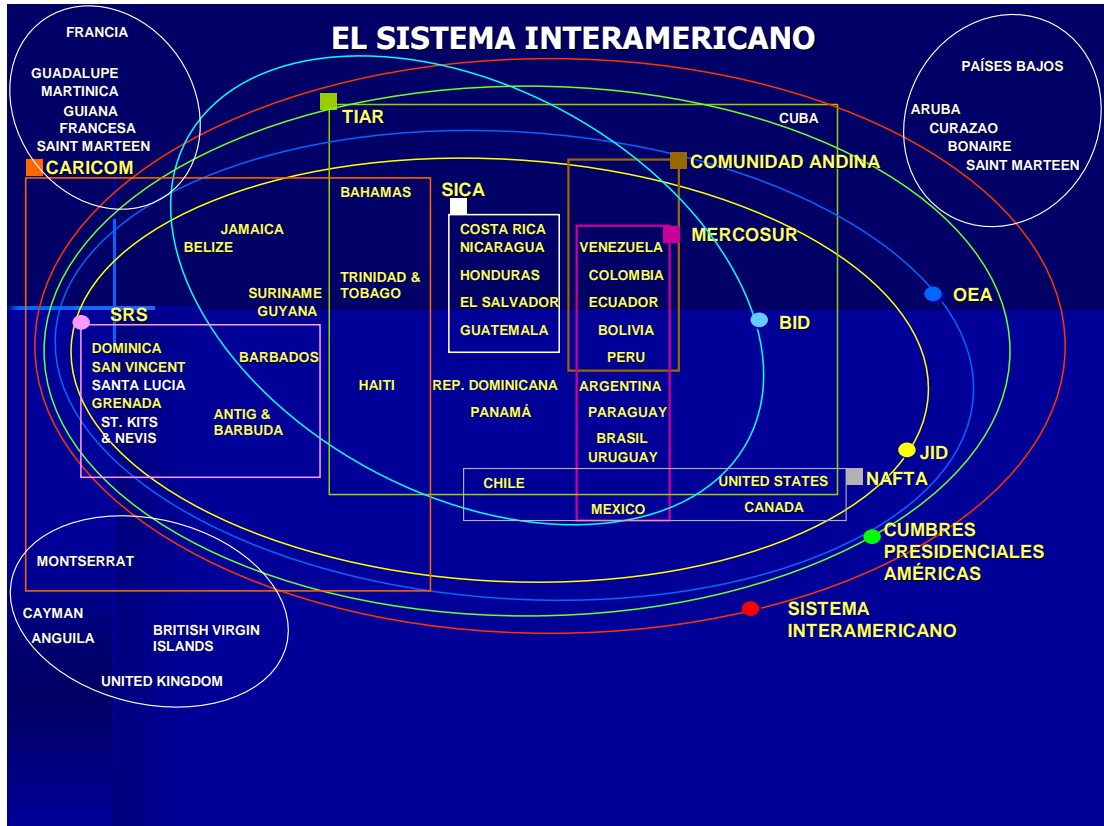 EL SISTEMA INTERAMERICANO
FRANCIA
GUADALUPE
MARTINICA
GUIANA
FRANCESA
SAINT MARTEEN
PAÍSES BAJOS
ARUBA
CURAZAO
BONAIRE
SAINT MARTEEN
TIAR
CUBA
CARICOM
COMUNIDAD ANDINA
BAHAMAS
SICA
JAMAICA
BELIZE
COSTA RICA
NICARAGUA
HONDURAS
EL SALVADOR
GUATEMALA
MERCOSUR
VENEZUELA
COLOMBIA
ECUADOR
BOLIVIA
PERU
TRINIDAD &
TOBAGO
SURINAME
GUYANA
OEA
BID
SRS
DOMINICA
SAN VINCENT
SANTA LUCIA
GRENADA
ST. KITS
& NEVIS
BARBADOS
ANTIG &
BARBUDA
HAITI
REP. DOMINICANA
PANAMÁ
ARGENTINA
PARAGUAY
BRASIL
URUGUAY
JID
NAFTA
CHILE
UNITED STATES
MEXICO
CANADA
CUMBRES
PRESIDENCIALES
AMÉRICAS
MONTSERRAT
CAYMAN
ANGUILA
BRITISH VIRGIN
ISLANDS
UNITED KINGDOM
SISTEMA
INTERAMERICANO